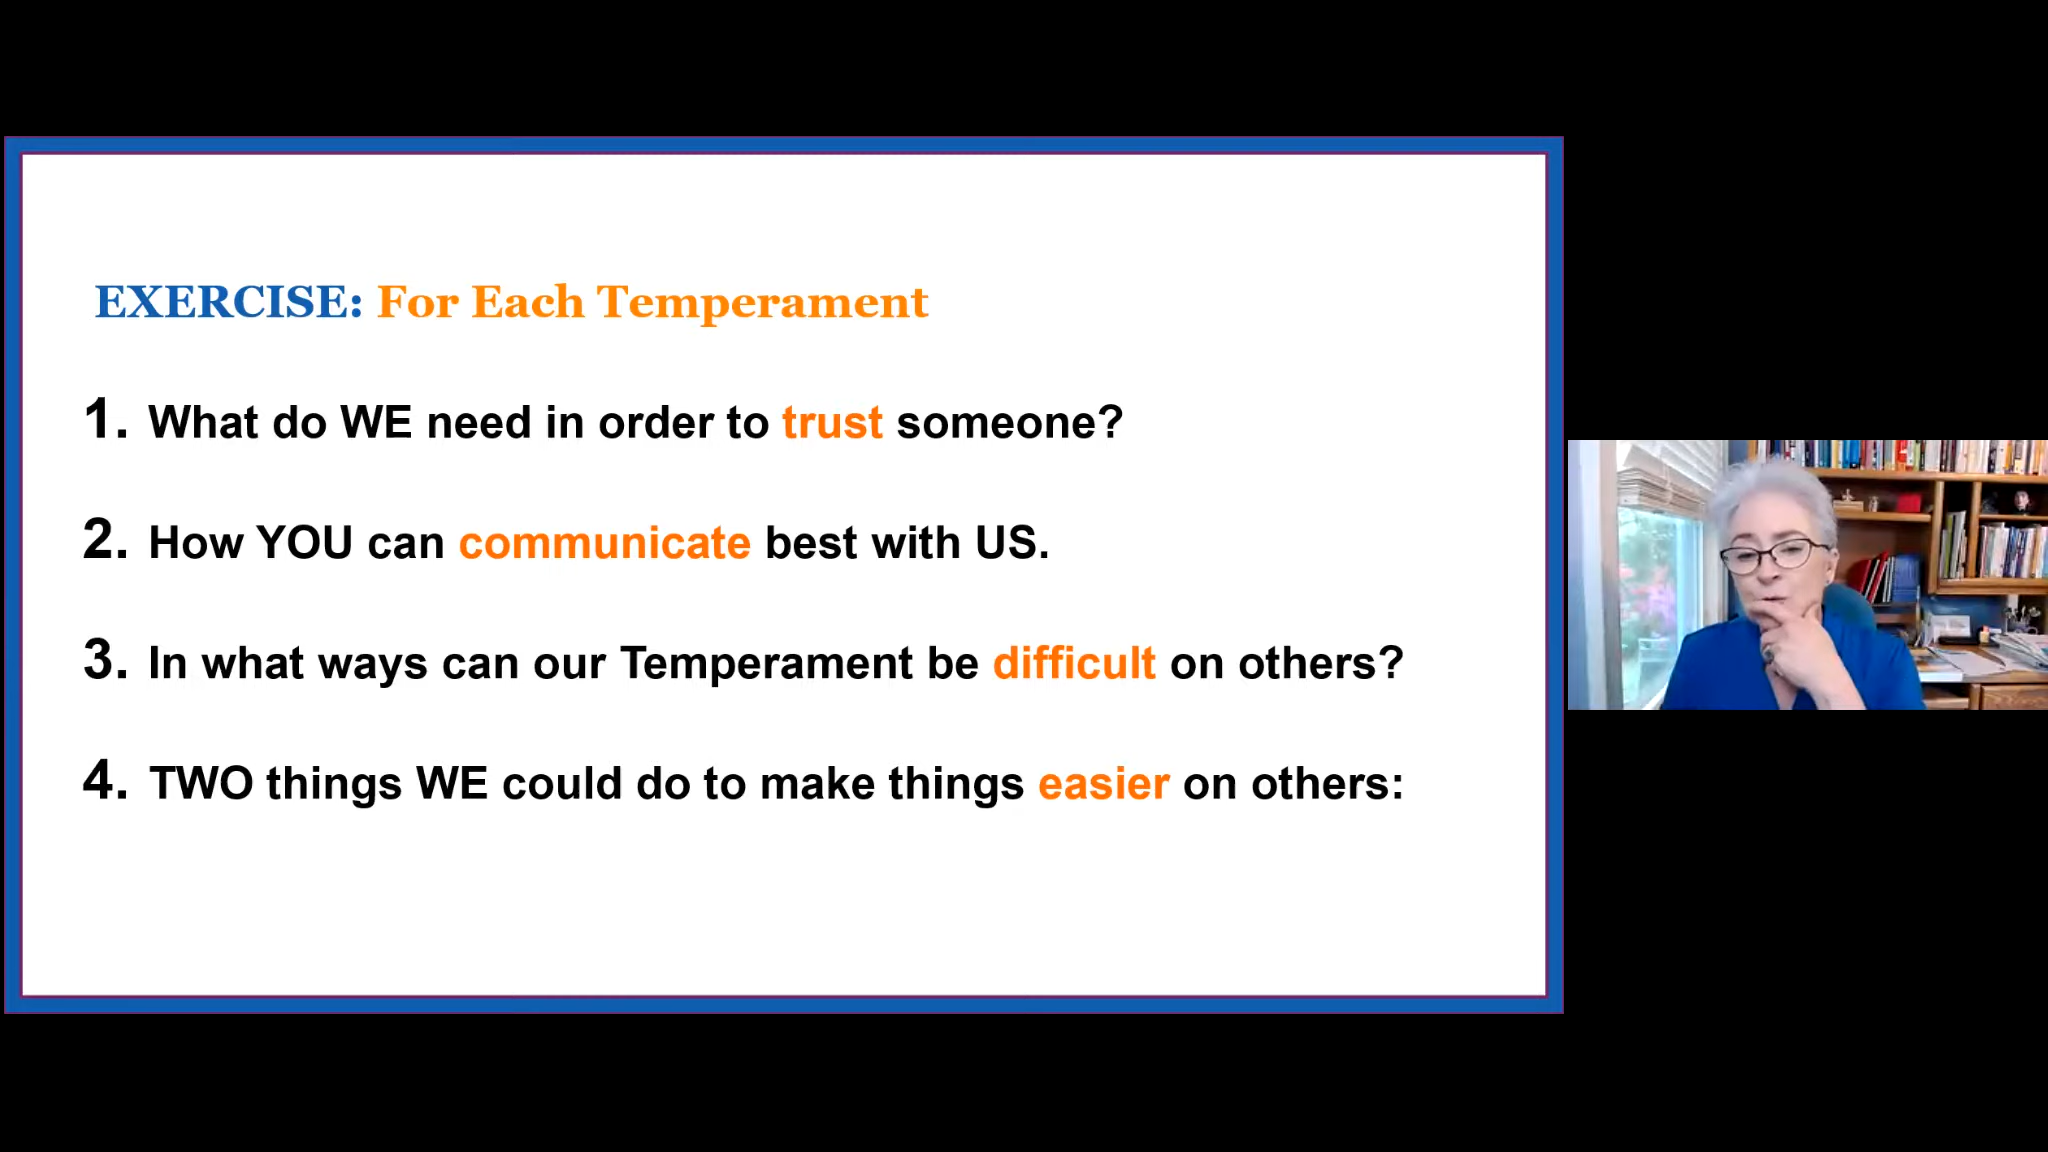 EXERCISE: For Each Temperament
1. What do WE need in order to trust someone?
2. How YOU can communicate best with US.
3. In what ways can our Temperament be difficult on others?
4. TWO things WE could do to make things easier on others: